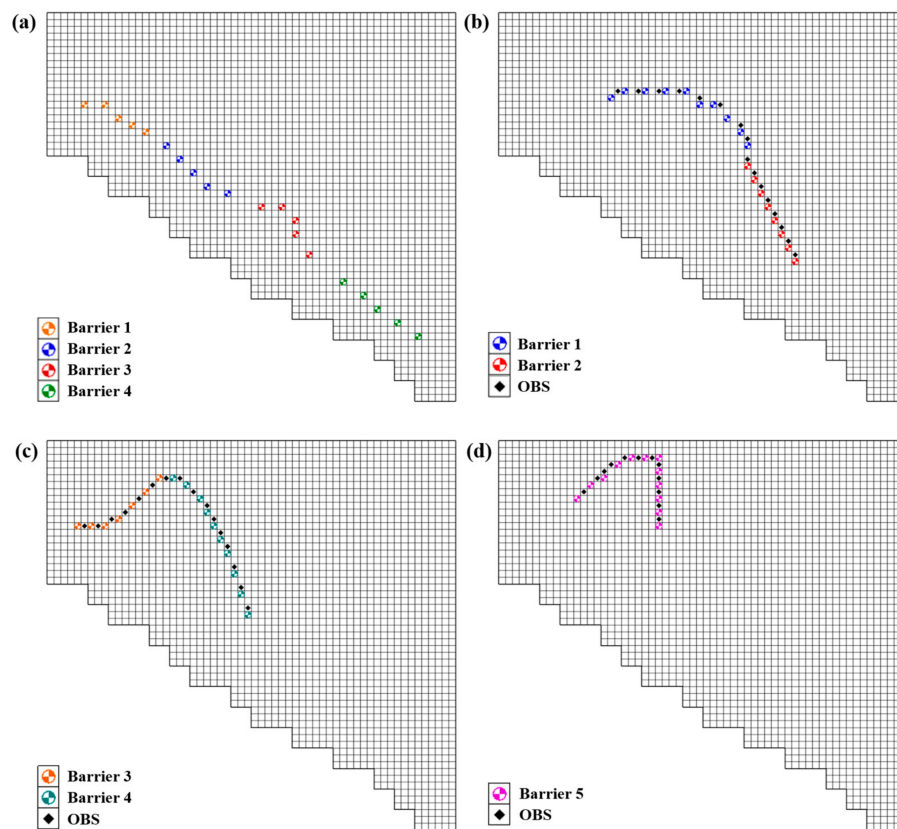 (a)
Barrier 1
Barrier 2
Barrier 3
Barrier 4
(b)
Barrier 1
Barrier 2
OBS
(c)
Barrier 3
Barrier 4
OBS
(d)
Barrier 5
OBS